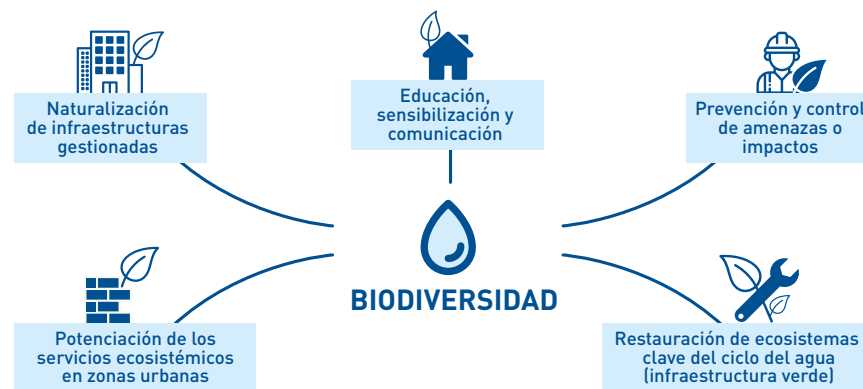 Naturalización
de infraestructuras
gestionadas
Educación,
sensibilización y
comunicación
Prevención y control
de amenazas o
impactos
BIODIVERSIDAD
Potenciación de los
servicios ecosistémicos
en zonas urbanas
Restauración de ecosistemas
clave del ciclo del agua
(infraestructura verde)